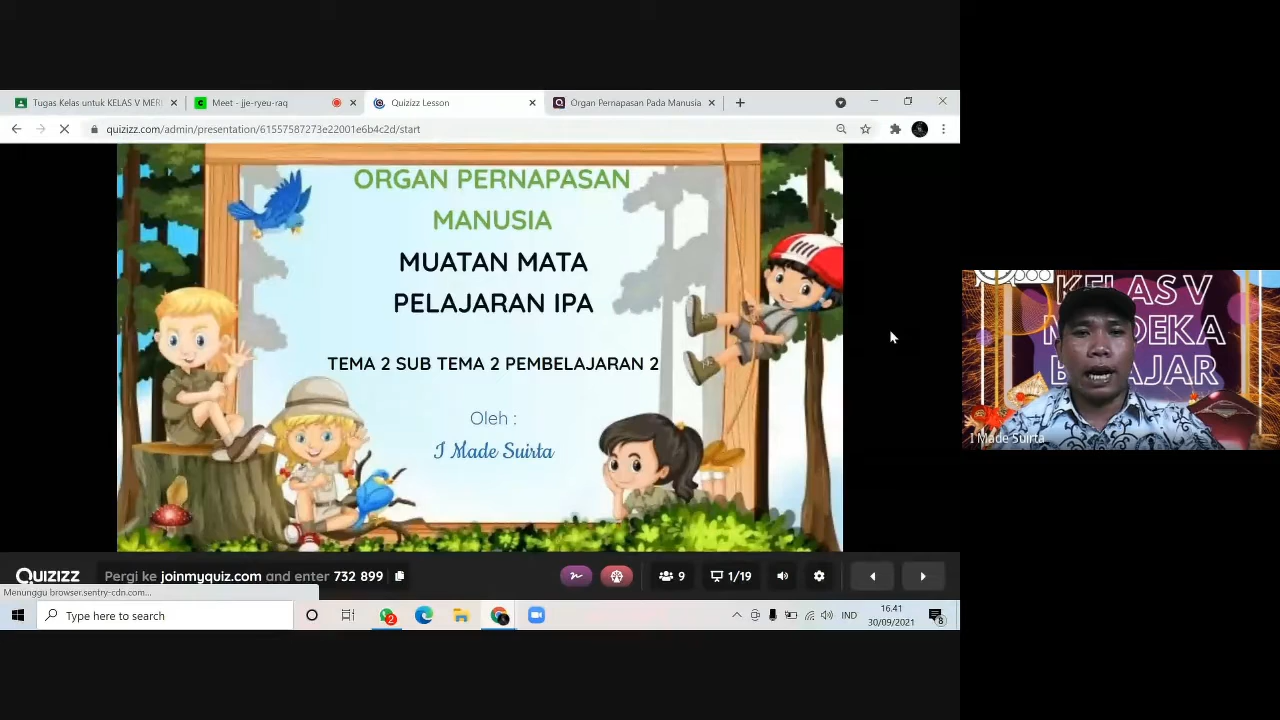 Tugas Kelas untuk KELAS V MER
Meet - jje-ryeu-raq
Quizizz Lesson
Organ Pernapasan Pada Manusia
quizizz.com/admin/presentation/61557587273e22001e6b4c2d/start
ORGAN PERNAPASAN
MANUSIA
MUATAN MATA
PELAJARAN IPA
TEMA 2 SUB TEMA 2 PEMBELAJARAN 2
Oleh :
I Made Suirta
KELAS V
BELAJAR
I Made Suirta
QUIZIZZ
Pergi ke joinmyquiz.com and enter 732 899
9
1/19
Menunggu browser.sentry-cdn.com...
Type here to search
2
IND
16.41
30/09/2021
8